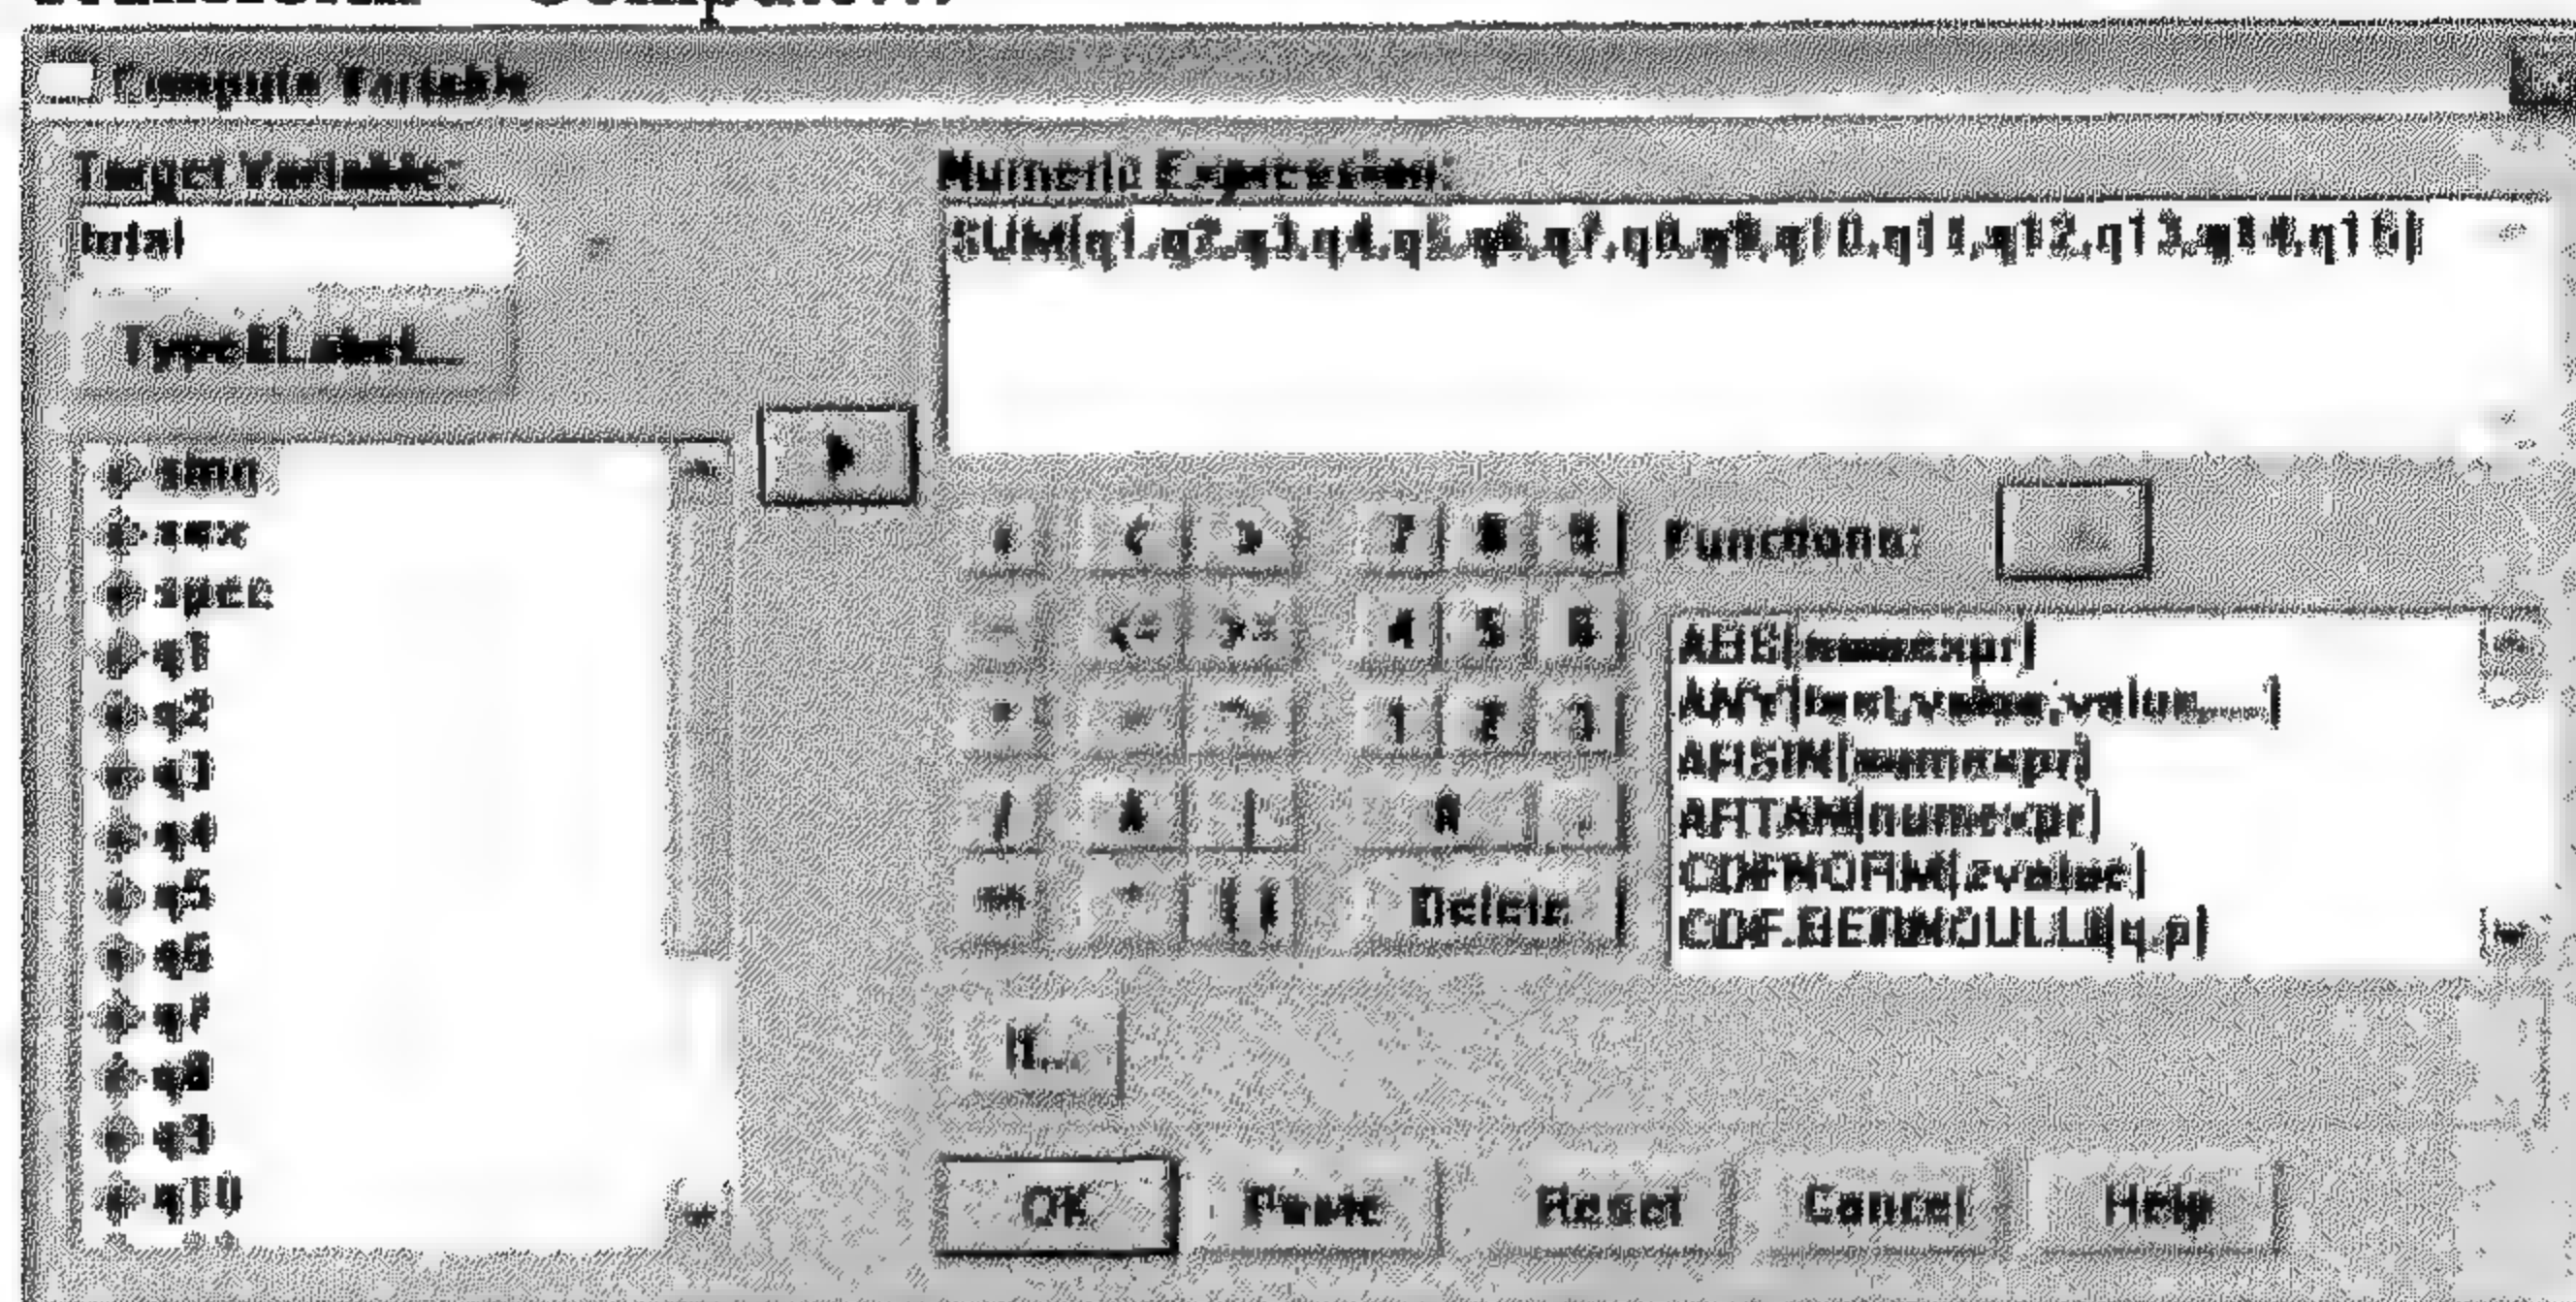 Compute Variable
Target Variable:
total
Type&Label...
Numeric Expression:
SUM(q1,q2,q3,q4,q5,q6,q7,q8,q9,q10,q11,q12,q13,q14,q15)
sex
spec
q1
q2
q3
q4
q5
q6
q7
q8
q9
q10
+ < > 7 8 9
- <= >= 4 5 6
* = ~= 1 2 3
/ & | 0 .
** ~ ( ) Delete
Functions:
ABS(numexpr)
ANY(test,value,value,...)
ARSIN(numexpr)
ARTAN(numexpr)
CDFNORM(zvalue)
CDF.BERNOULLI(q,p)
If...
OK Paste Reset Cancel Help